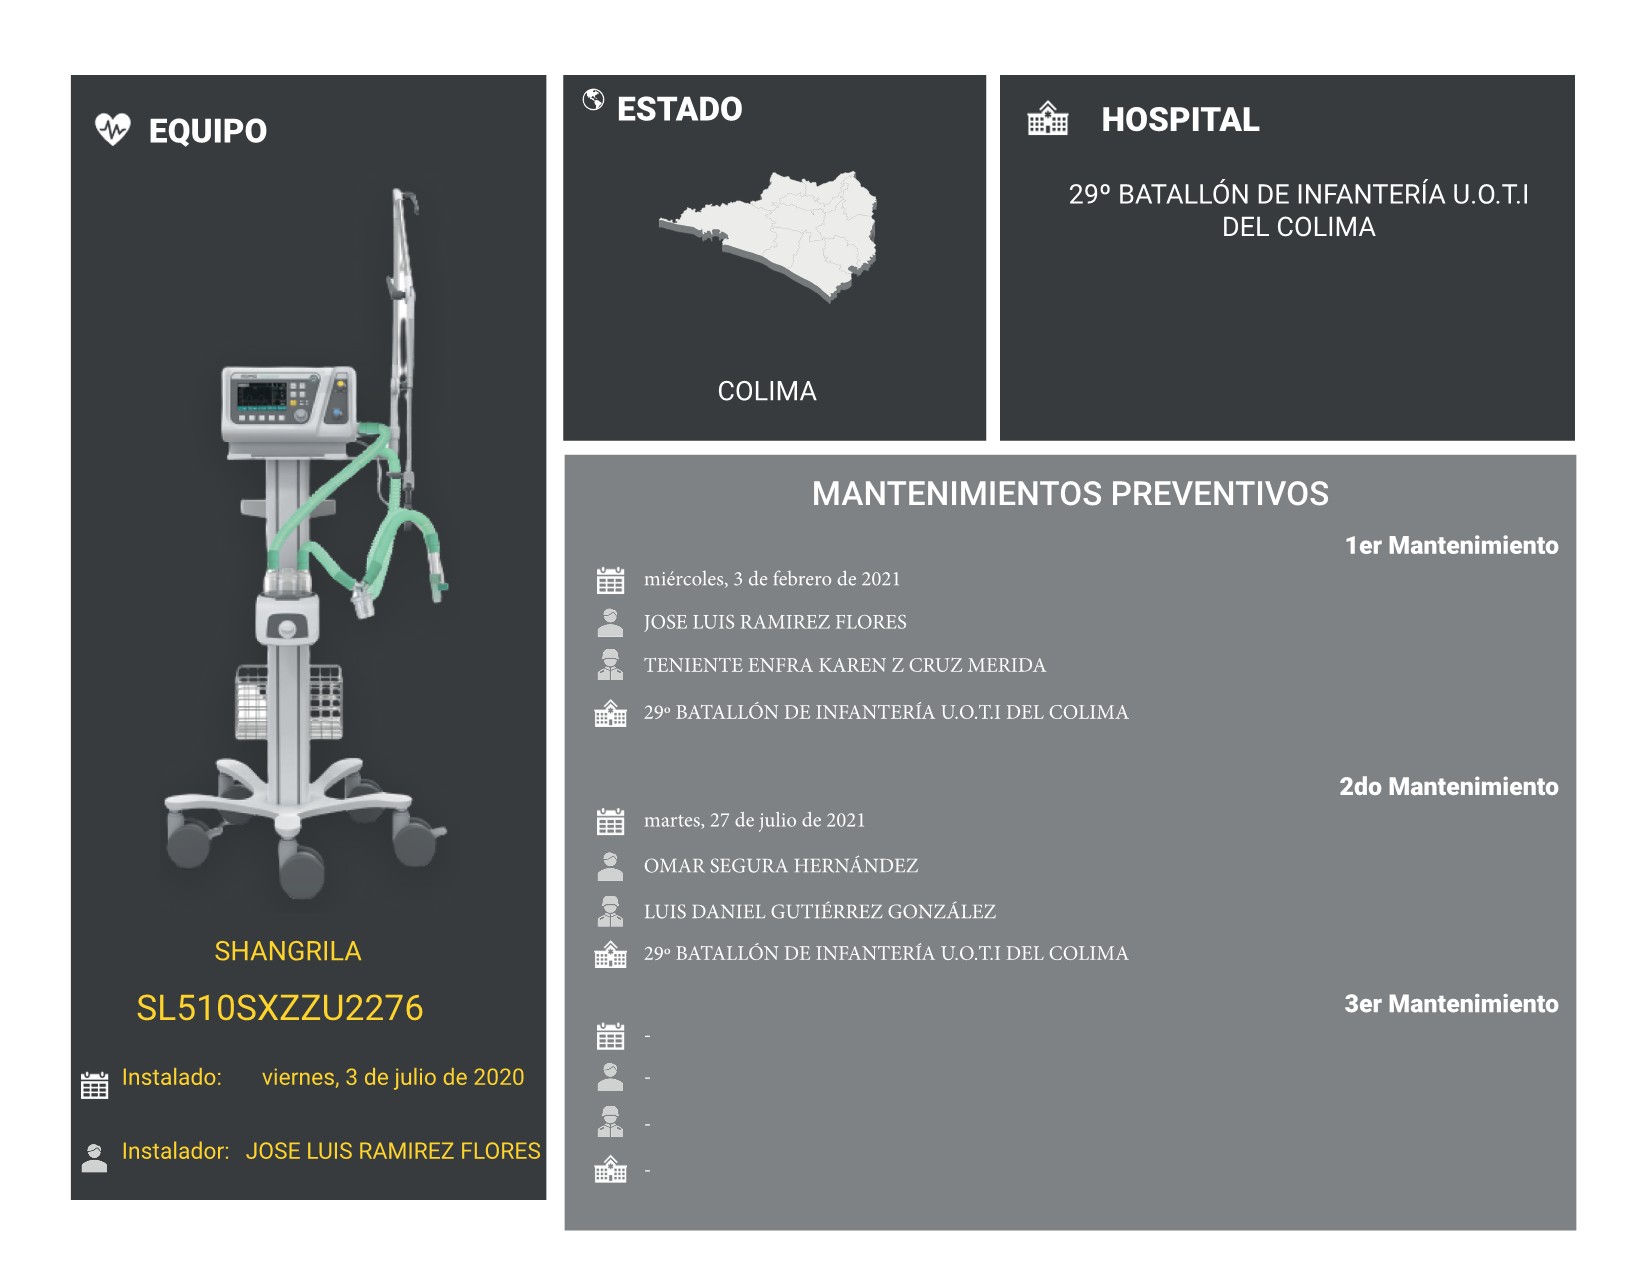 EQUIPO
SHANGRILA
SL510SXZZU2276
Instalado: viernes, 3 de julio de 2020
Instalador: JOSE LUIS RAMIREZ FLORES
ESTADO
COLIMA
HOSPITAL
29º BATALLÓN DE INFANTERÍA U.O.T.I
DEL COLIMA
MANTENIMIENTOS PREVENTIVOS
1er Mantenimiento
miércoles, 3 de febrero de 2021
JOSE LUIS RAMIREZ FLORES
TENIENTE ENFRA KAREN Z CRUZ MERIDA
29º BATALLÓN DE INFANTERÍA U.O.T.I DEL COLIMA
2do Mantenimiento
martes, 27 de julio de 2021
OMAR SEGURA HERNÁNDEZ
LUIS DANIEL GUTIÉRREZ GONZÁLEZ
29º BATALLÓN DE INFANTERÍA U.O.T.I DEL COLIMA
3er Mantenimiento
-
-
-
-